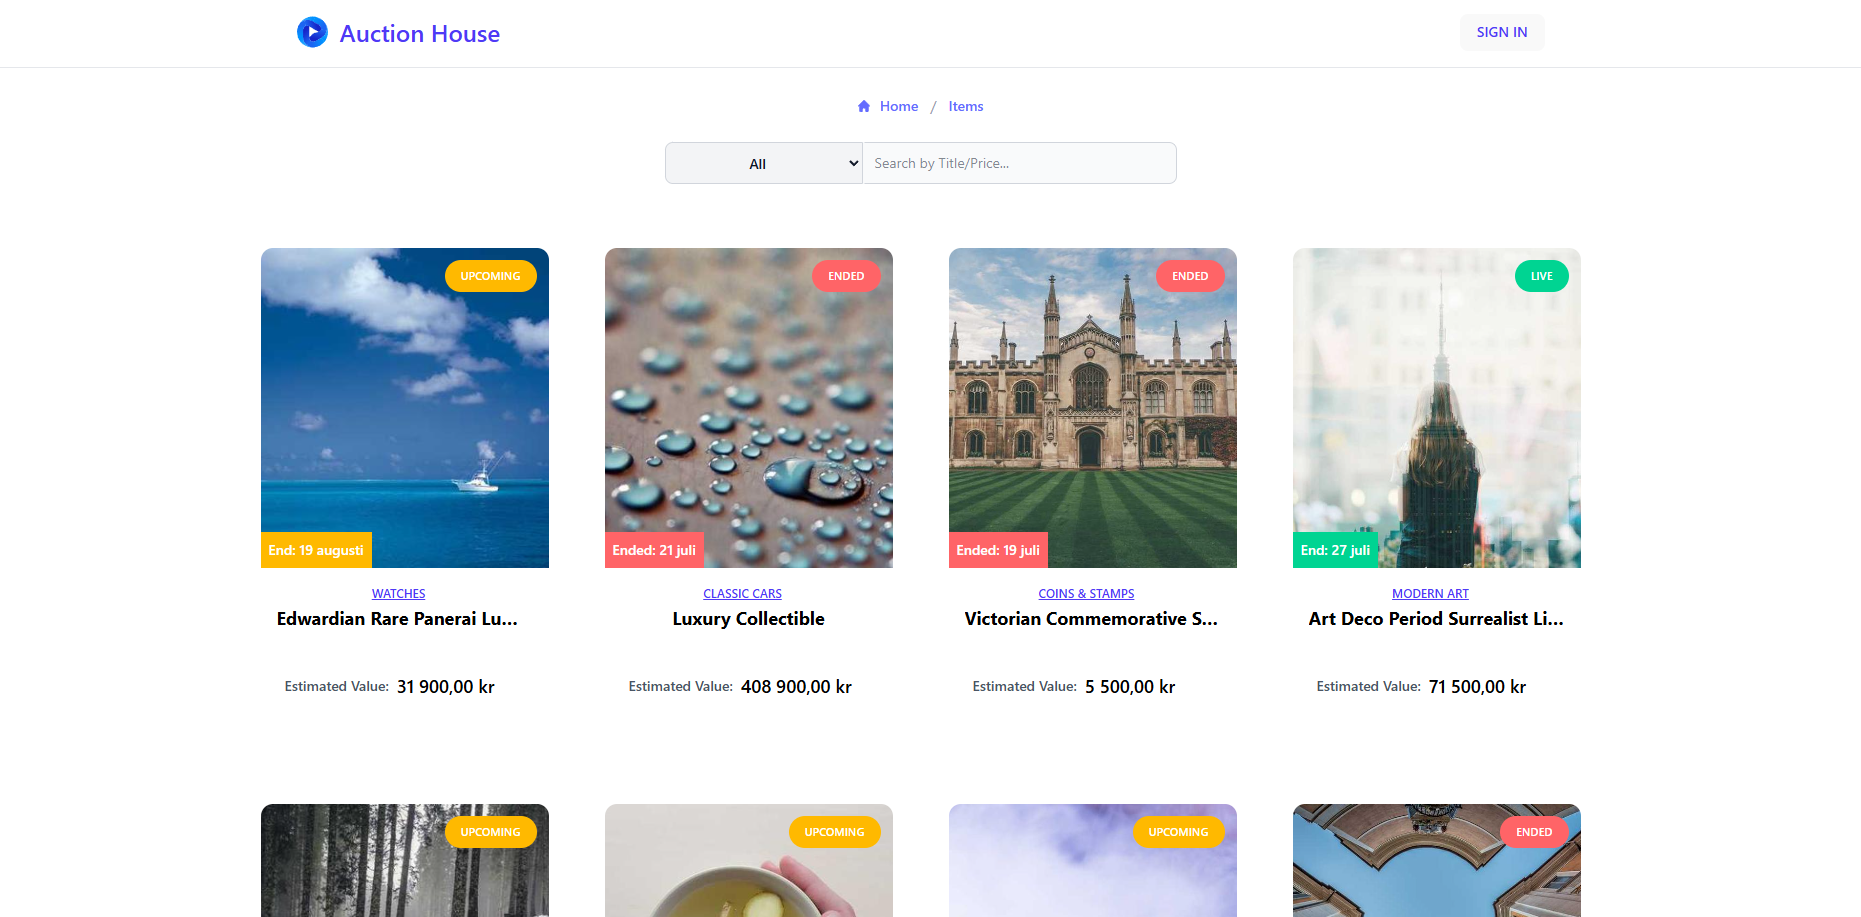 Auction House
SIGN IN
Home / Items
All
Search by Title/Price...
UPCOMING
ENDED
ENDED
LIVE
End: 19 augusti
Ended: 21 juli
Ended: 19 juli
End: 27 juli
WATCHES
CLASSIC CARS
COINS & STAMPS
MODERN ART
Edwardian Rare Panerai Lu...
Luxury Collectible
Victorian Commemorative S...
Art Deco Period Surrealist Li...
Estimated Value: 31 900,00 kr
Estimated Value: 408 900,00 kr
Estimated Value: 5 500,00 kr
Estimated Value: 71 500,00 kr
UPCOMING
UPCOMING
UPCOMING
ENDED